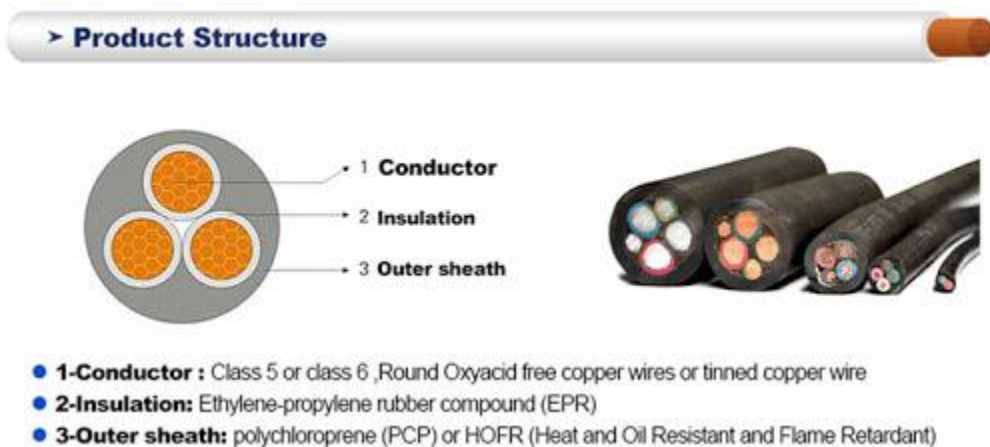 ➤ Product Structure
1 Conductor
2 Insulation
3 Outer sheath
● 1-Conductor : Class 5 or class 6 ,Round Oxyacid free copper wires or tinned copper wire
● 2-Insulation: Ethylene-propylene rubber compound (EPR)
● 3-Outer sheath: polychloroprene (PCP) or HOFR (Heat and Oil Resistant and Flame Retardant)